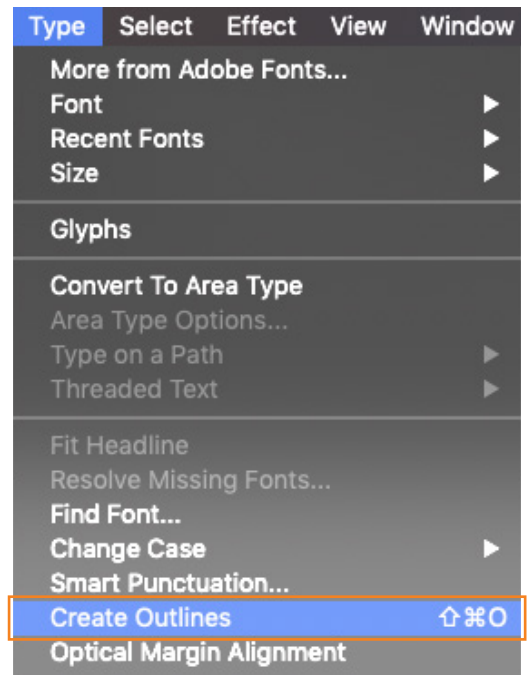 Type Select Effect View Window
More from Adobe Fonts...
Font ▶
Recent Fonts ▶
Size ▶
Glyphs
Convert To Area Type
Area Type Options...
Type on a Path ▶
Threaded Text ▶
Fit Headline
Resolve Missing Fonts...
Find Font...
Change Case ▶
Smart Punctuation...
Create Outlines ⇧⌘O
Optical Margin Alignment